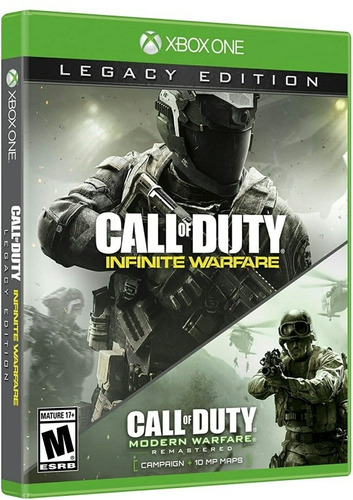 XBOX ONE
LEGACY EDITION
CALL OF DUTY
INFINITE WARFARE
CALL OF DUTY
MODERN WARFARE
REMASTERED
CAMPAIGN + 10 MP MAPS
MATURE 17+
M
ESRB
XBOX ONE
CALL OF DUTY INFINITE WARFARE
LEGACY EDITION